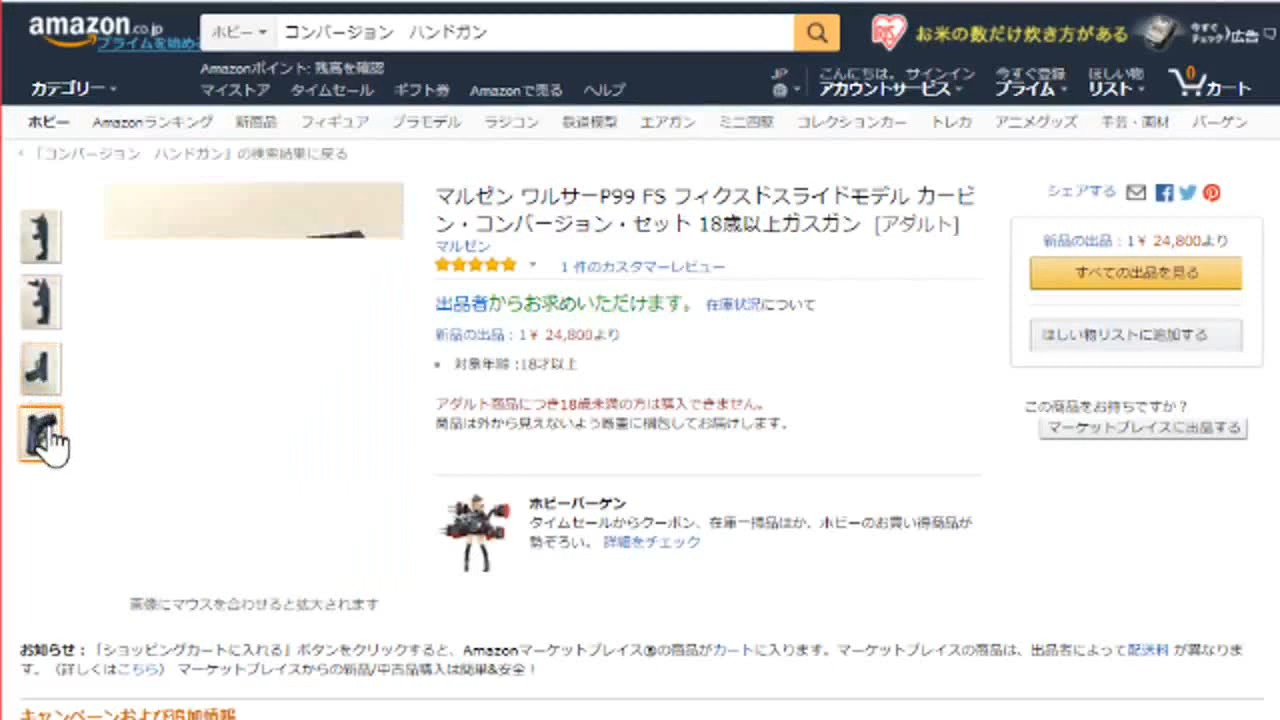 amazon.co.jp
プライムを始め
ホビー
コンバージョン ハンドガン
お米の数だけ炊き方がある
今すぐチェック
広告
Amazonポイント: 残高を確認
カテゴリー
マイストア タイムセール ギフト券 Amazonで売る ヘルプ
JP
こんにちは。サインイン
アカウントサービス
今すぐ登録
プライム
ほしい物
リスト
0
カート
ホビー Amazonランキング 新商品 フィギュア プラモデル ラジコン 鉄道模型 エアガン ミニ四駆 コレクションカー トレカ アニメグッズ 手芸・画材 バーゲン
‹ 「コンバージョン ハンドガン」の検索結果に戻る
マルゼン ワルサーP99 FS フィクスドスライドモデル カービ
ン・コンバージョン・セット 18歳以上ガスガン [アダルト]
マルゼン
1 件のカスタマーレビュー
出品者からお求めいただけます。 在庫状況について
新品の出品：1￥ 24,800より
対象年齢 :18才以上
アダルト商品につき18歳未満の方は購入できません。
商品は外から見えないよう厳重に梱包してお届けします。
ホビーバーゲン
タイムセールからクーポン、在庫一掃品ほか、ホビーのお買い得商品が
勢ぞろい。 詳細をチェック
画像にマウスを合わせると拡大されます
シェアする
新品の出品：1￥ 24,800より
すべての出品を見る
ほしい物リストに追加する
この商品をお持ちですか？
マーケットプレイスに出品する
お知らせ：「ショッピングカートに入れる」ボタンをクリックすると、Amazonマーケットプレイス®の商品がカートに入ります。マーケットプレイスの商品は、出品者によって配送料 が異なりま
す。（詳しくはこちら） マーケットプレイスからの新品/中古品購入は簡単&安全！
キャンペーンおよび追加情報